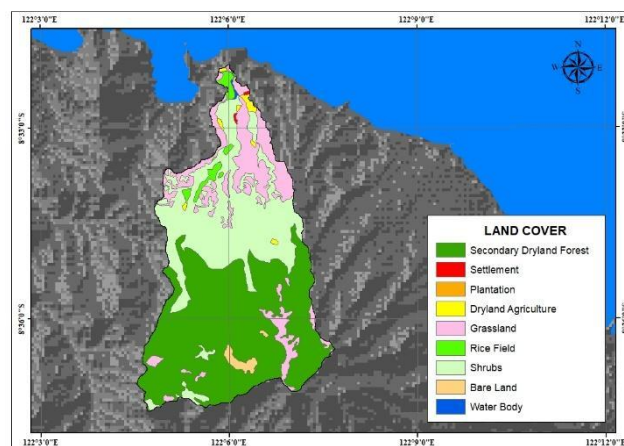 122°3'0"E 122°6'0"E 122°9'0"E 122°12'0"E
N
W E
S
8°33'0"S
LAND COVER
Secondary Dryland Forest
Settlement
Plantation
Dryland Agriculture
Grassland
Rice Field
Shrubs
Bare Land
Water Body
8°36'0"S
122°3'0"E 122°6'0"E 122°9'0"E 122°12'0"E